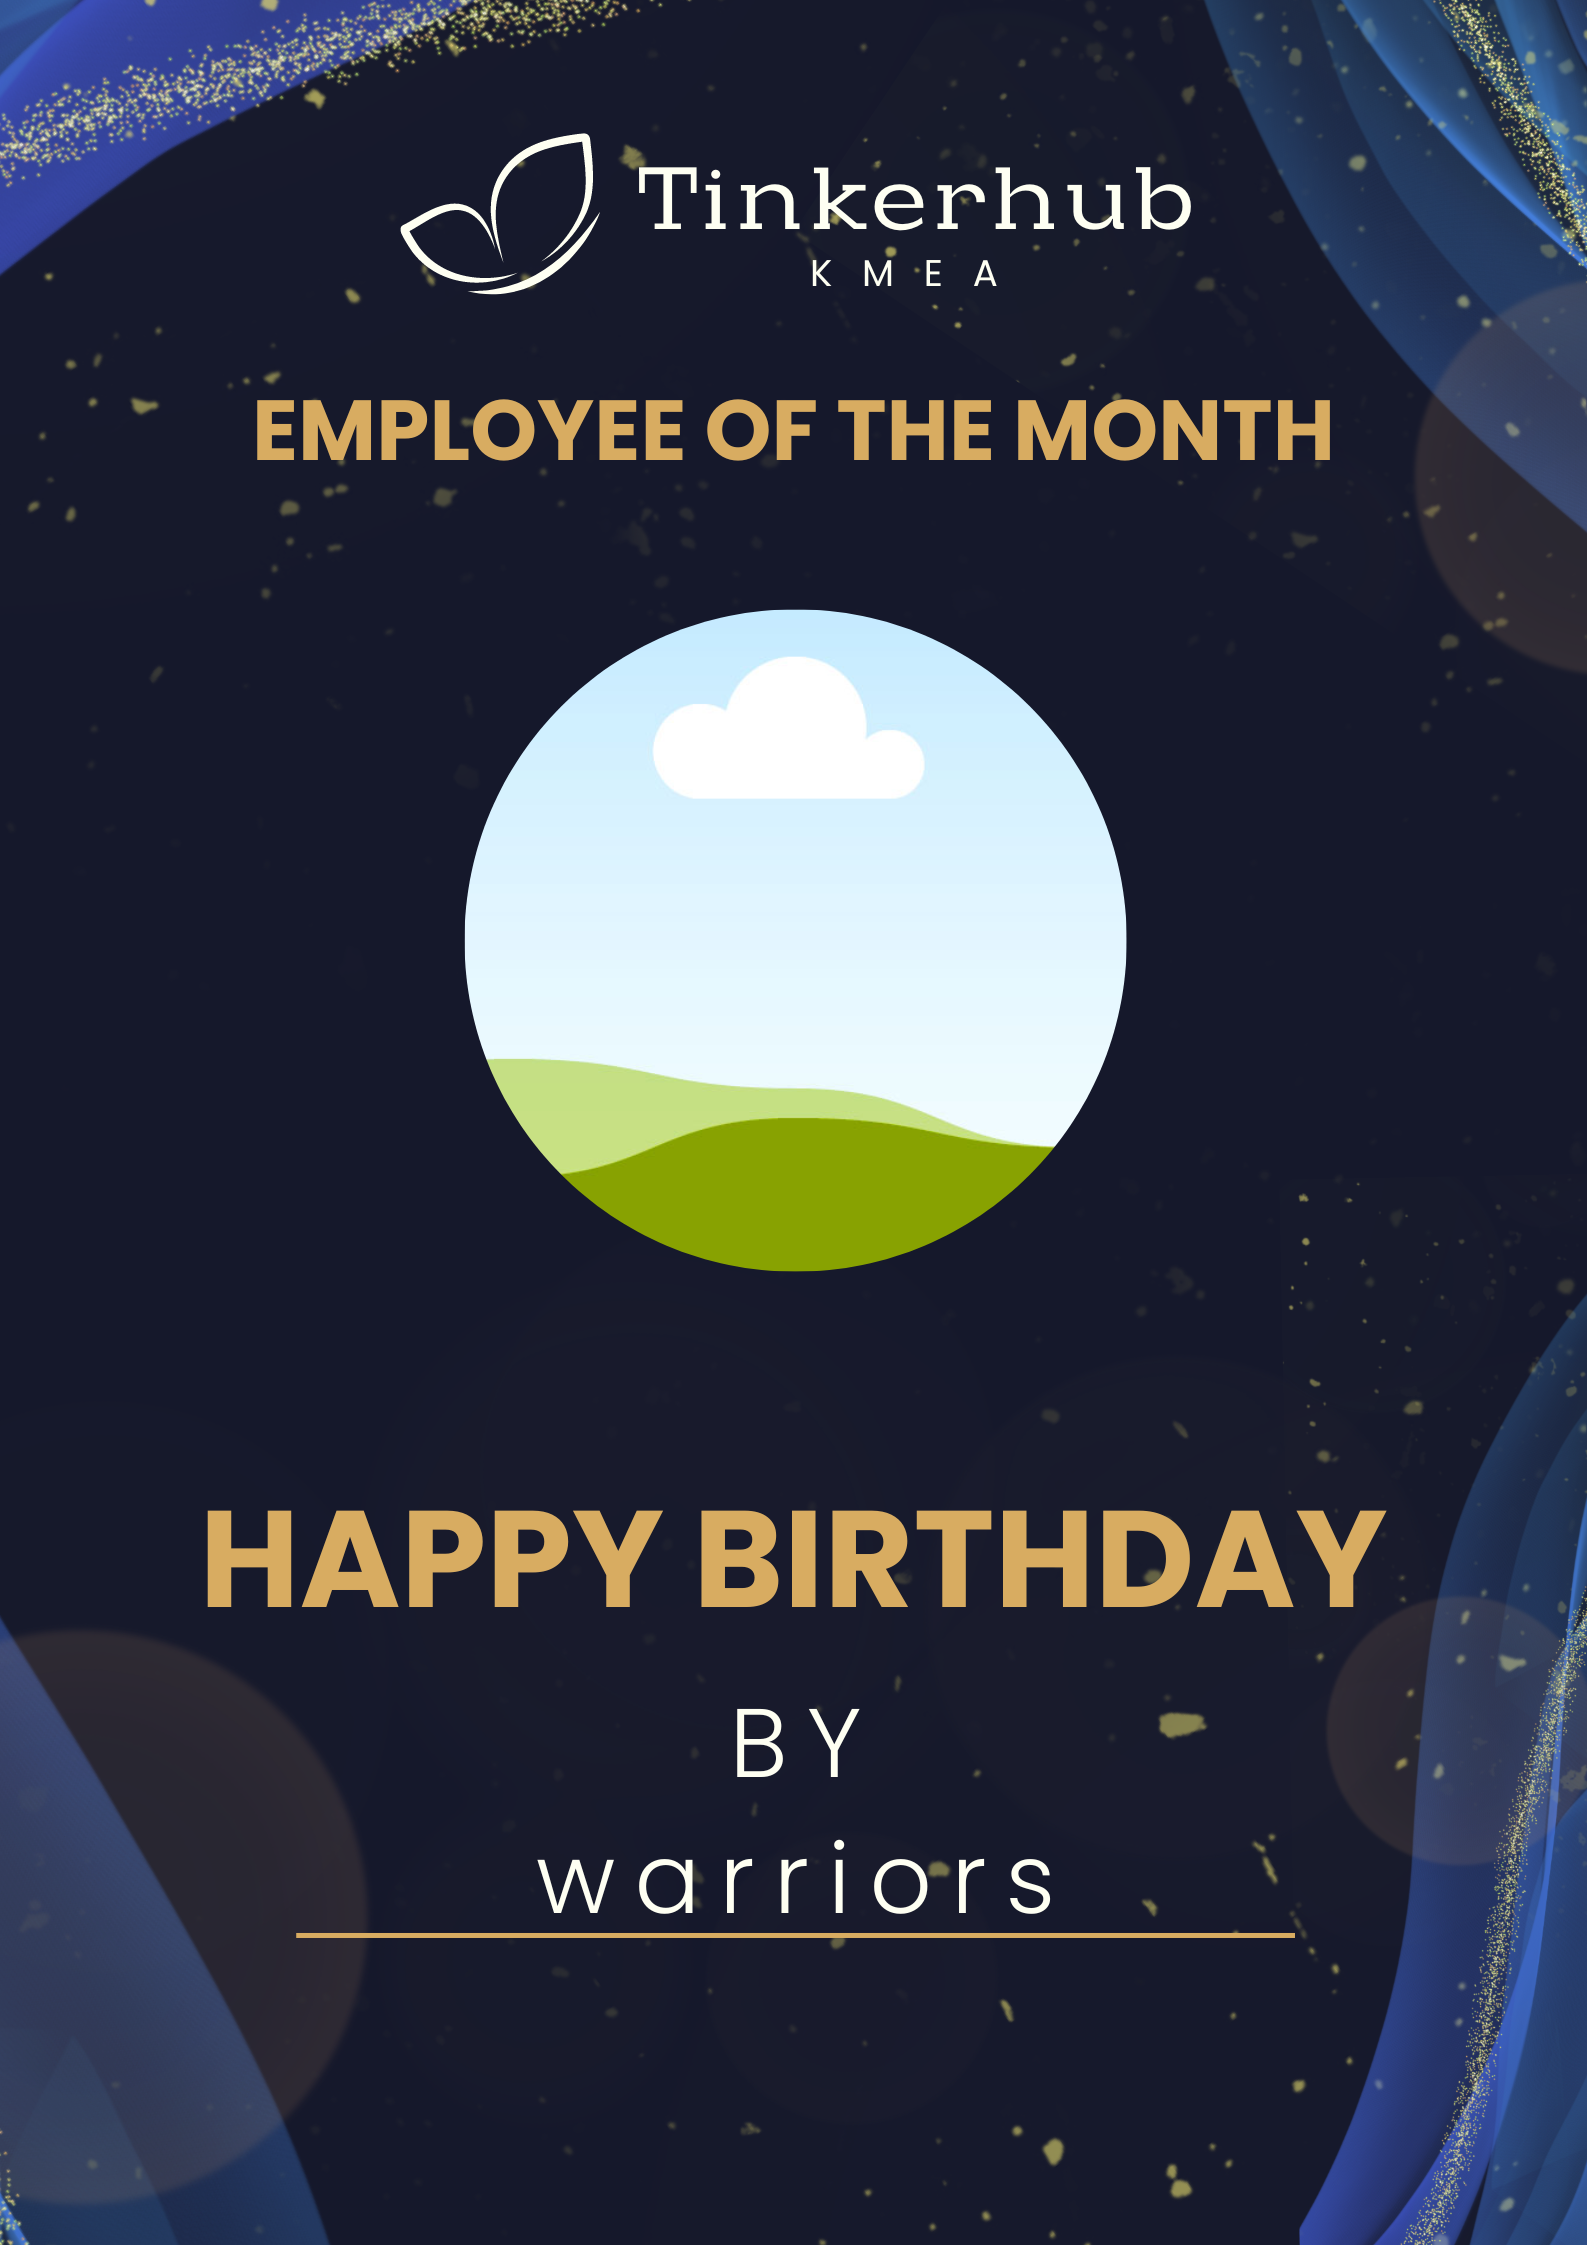 Tinkerhub
KMEA
EMPLOYEE OF THE MONTH
HAPPY BIRTHDAY
BY
warriors